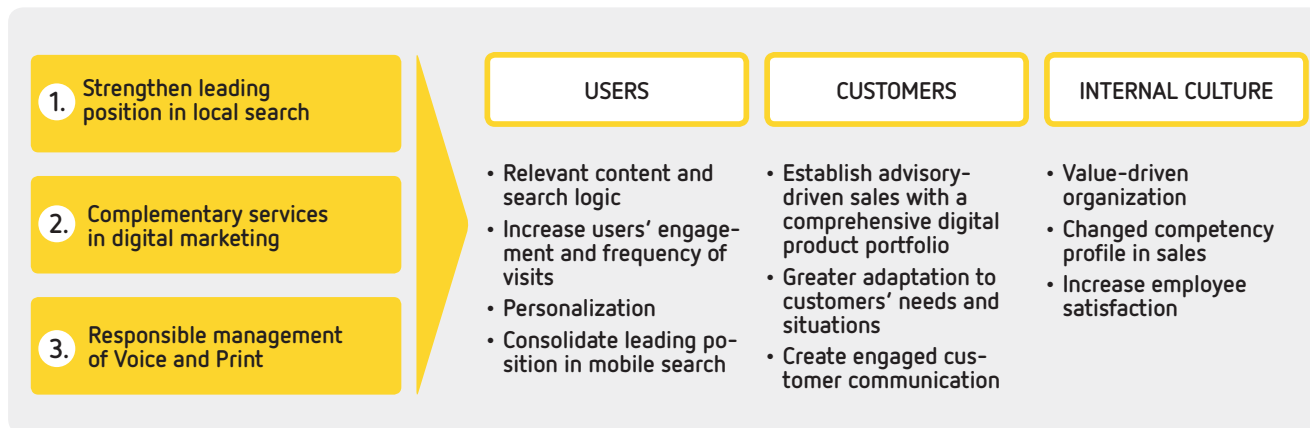 1.
Strengthen leading
position in local search
2.
Complementary services
in digital marketing
3.
Responsible management
of Voice and Print
USERS
• Relevant content and
search logic
• Increase users' engage-
ment and frequency of
visits
• Personalization
• Consolidate leading po-
sition in mobile search
CUSTOMERS
• Establish advisory-
driven sales with a
comprehensive digital
product portfolio
• Greater adaptation to
customers' needs and
situations
• Create engaged cus-
tomer communication
INTERNAL CULTURE
• Value-driven
organization
• Changed competency
profile in sales
• Increase employee
satisfaction